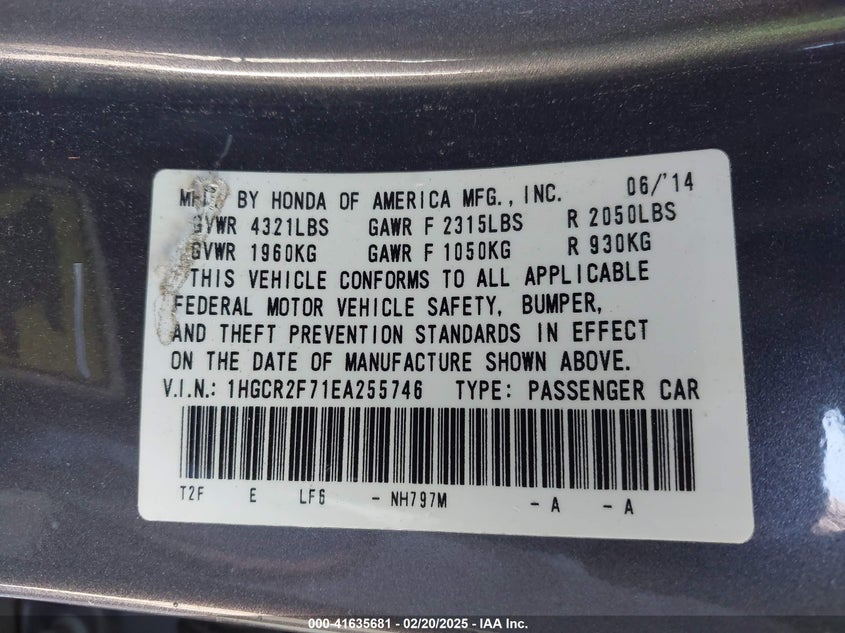 MFD. BY HONDA OF AMERICA MFG., INC. 06/'14
GVWR 4321LBS GAWR F 2315LBS R 2050LBS
GVWR 1960KG GAWR F 1050KG R 930KG
THIS VEHICLE CONFORMS TO ALL APPLICABLE
FEDERAL MOTOR VEHICLE SAFETY, BUMPER,
AND THEFT PREVENTION STANDARDS IN EFFECT
ON THE DATE OF MANUFACTURE SHOWN ABOVE.
V.I.N.: 1HGCR2F71EA255746 TYPE: PASSENGER CAR
T2F E LF6 - NH797M - A - A
000-41635681 - 02/20/2025 - IAA Inc.